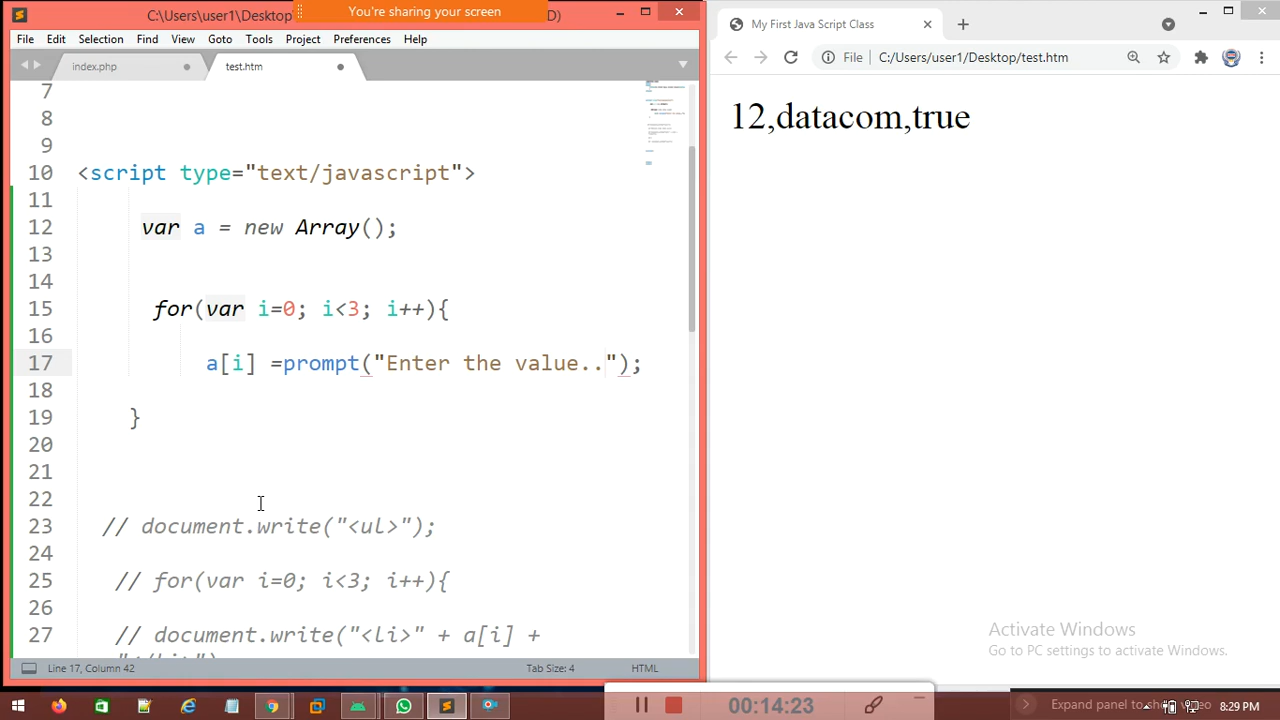 C:\Users\user1\Desktop
You're sharing your screen
D)
File Edit Selection Find View Goto Tools Project Preferences Help
index.php
test.htm
7
8
9
10 <script type="text/javascript">
11
12 var a = new Array();
13
14
15 for(var i=0; i<3; i++){
16
17 a[i] =prompt("Enter the value..");
18
19 }
20
21
22
23 // document.write("<ul>");
24
25 // for(var i=0; i<3; i++){
26
27 // document.write("<li>" + a[i] +
Line 17, Column 42
Tab Size: 4
HTML
My First Java Script Class
File C:/Users/user1/Desktop/test.htm
12,datacom,true
Activate Windows
Go to PC settings to activate Windows.
00:14:23
Expand panel to
eo
8:29 PM